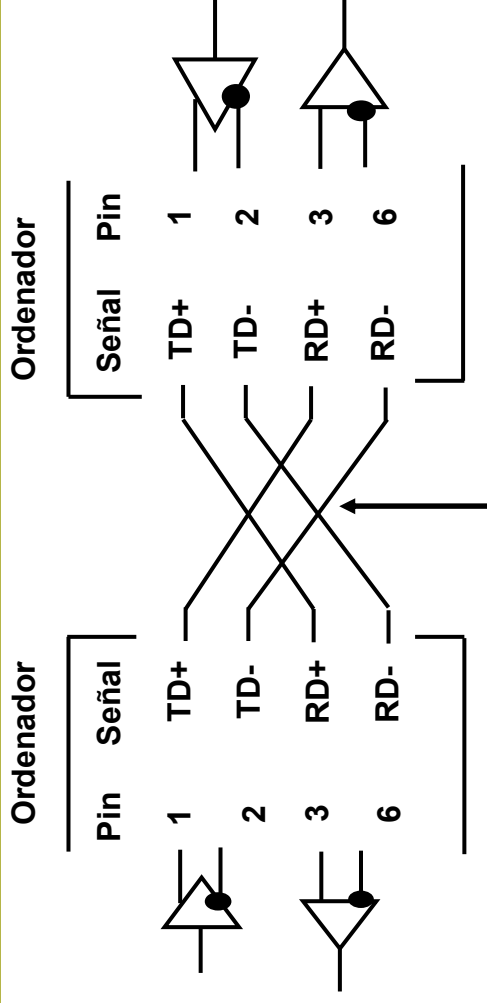 Ordenador Ordenador
Pin Señal Señal Pin
1 TD+ TD+ 1
2 TD- TD- 2
3 RD+ RD+ 3
6 RD- RD- 6